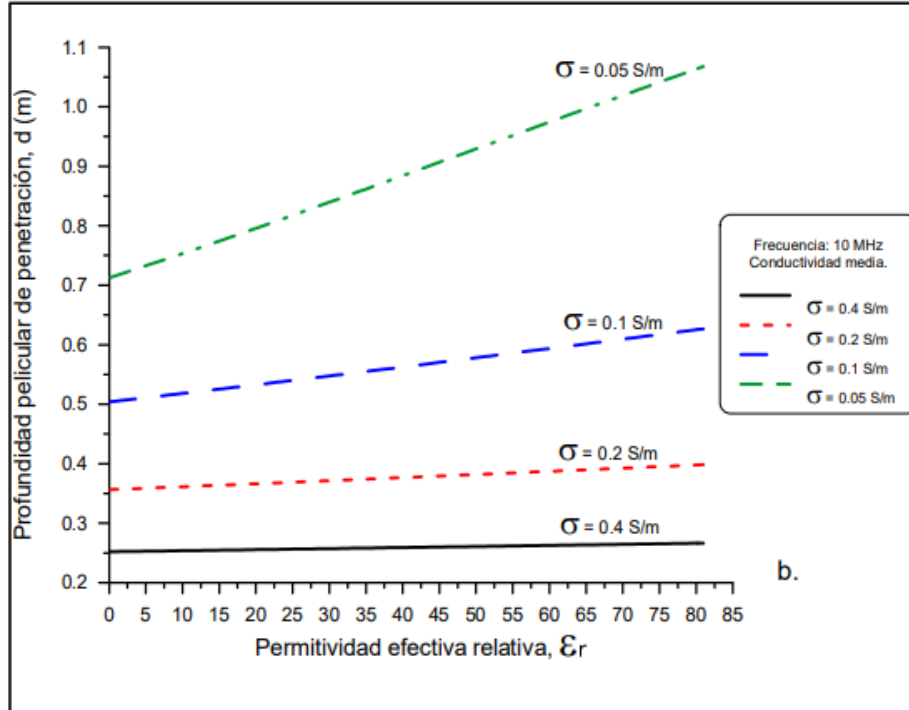 Profundidad pelicular de penetración, d (m)
1.1
1.0
0.9
0.8
0.7
0.6
0.5
0.4
0.3
0.2
σ = 0.05 S/m
σ = 0.1 S/m
σ = 0.2 S/m
σ = 0.4 S/m
Frecuencia: 10 MHz
Conductividad media.
σ = 0.4 S/m
σ = 0.2 S/m
σ = 0.1 S/m
σ = 0.05 S/m
b.
0 5 10 15 20 25 30 35 40 45 50 55 60 65 70 75 80 85
Permitividad efectiva relativa, εr